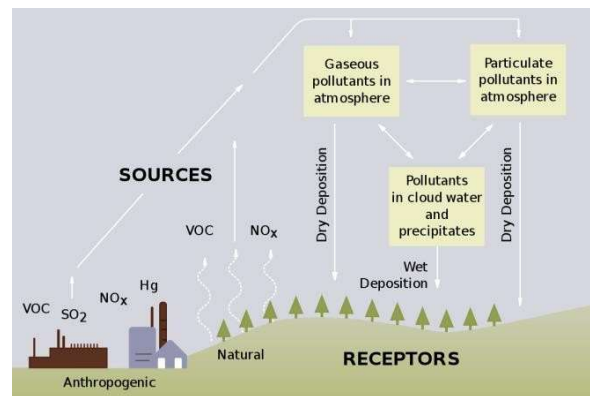 Gaseous
pollutants in
atmosphere
Particulate
pollutants in
atmosphere
Dry Deposition
Dry Deposition
SOURCES
Pollutants
in cloud water
and
precipitates
VOC
NOx
Wet
Deposition
Hg
NOx
VOC
SO2
Natural
RECEPTORS
Anthropogenic